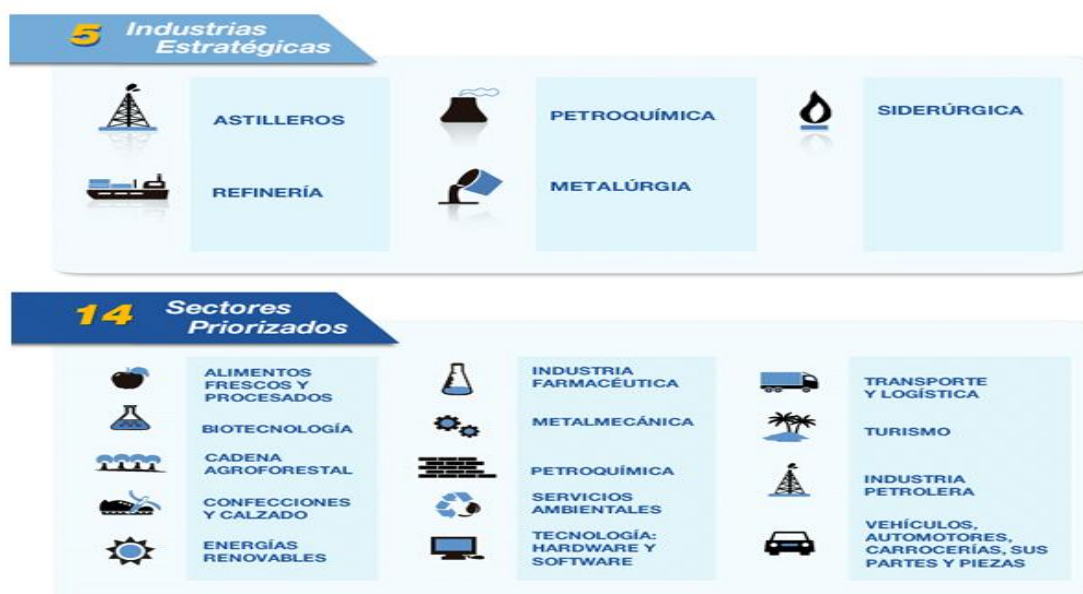 5 Industrias
Estratégicas
ASTILLEROS
REFINERÍA
PETROQUÍMICA
METALÚRGIA
SIDERÚRGICA
14 Sectores
Priorizados
ALIMENTOS
FRESCOS Y
PROCESADOS
BIOTECNOLOGÍA
CADENA
AGROFORESTAL
CONFECCIONES
Y CALZADO
ENERGÍAS
RENOVABLES
INDUSTRIA
FARMACÉUTICA
METALMECÁNICA
PETROQUÍMICA
SERVICIOS
AMBIENTALES
TECNOLOGÍA:
HARDWARE Y
SOFTWARE
TRANSPORTE
Y LOGÍSTICA
TURISMO
INDUSTRIA
PETROLERA
VEHÍCULOS,
AUTOMOTORES,
CARROCERÍAS, SUS
PARTES Y PIEZAS